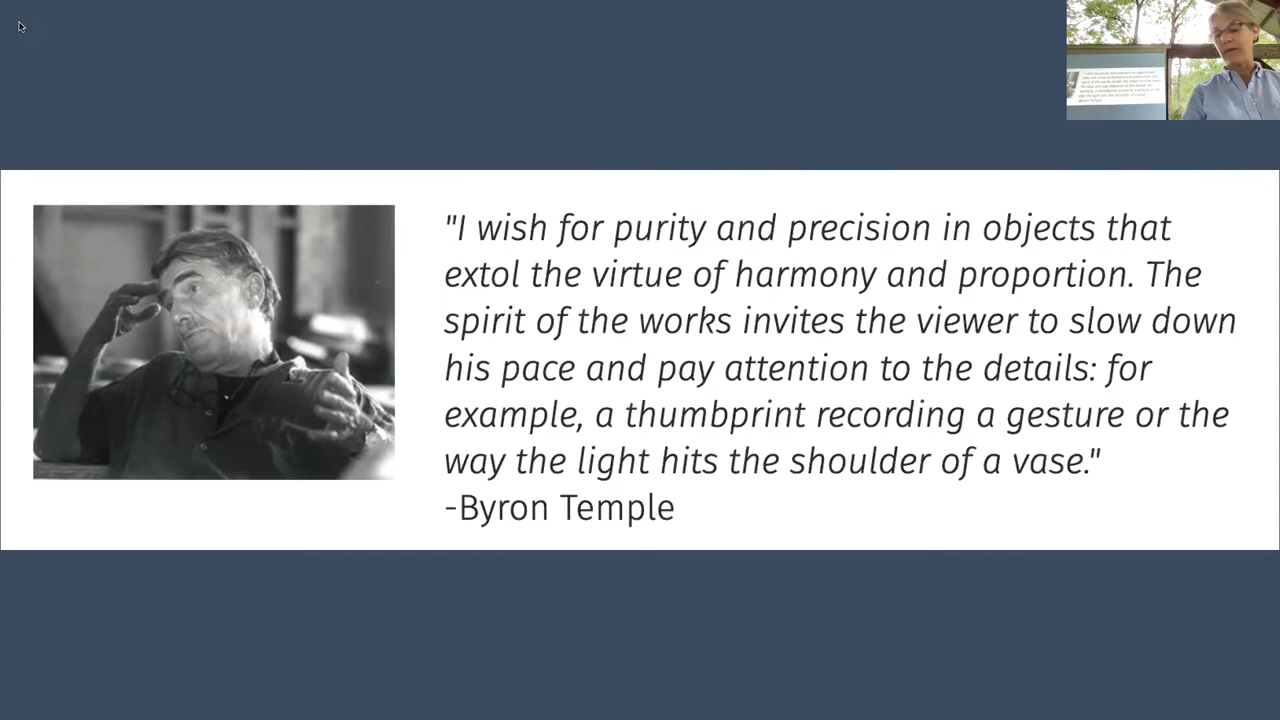 "I wish for purity and precision in objects that
extol the virtue of harmony and proportion. The
spirit of the works invites the viewer to slow down
his pace and pay attention to the details: for
example, a thumbprint recording a gesture or the
way the light hits the shoulder of a vase."
-Byron Temple